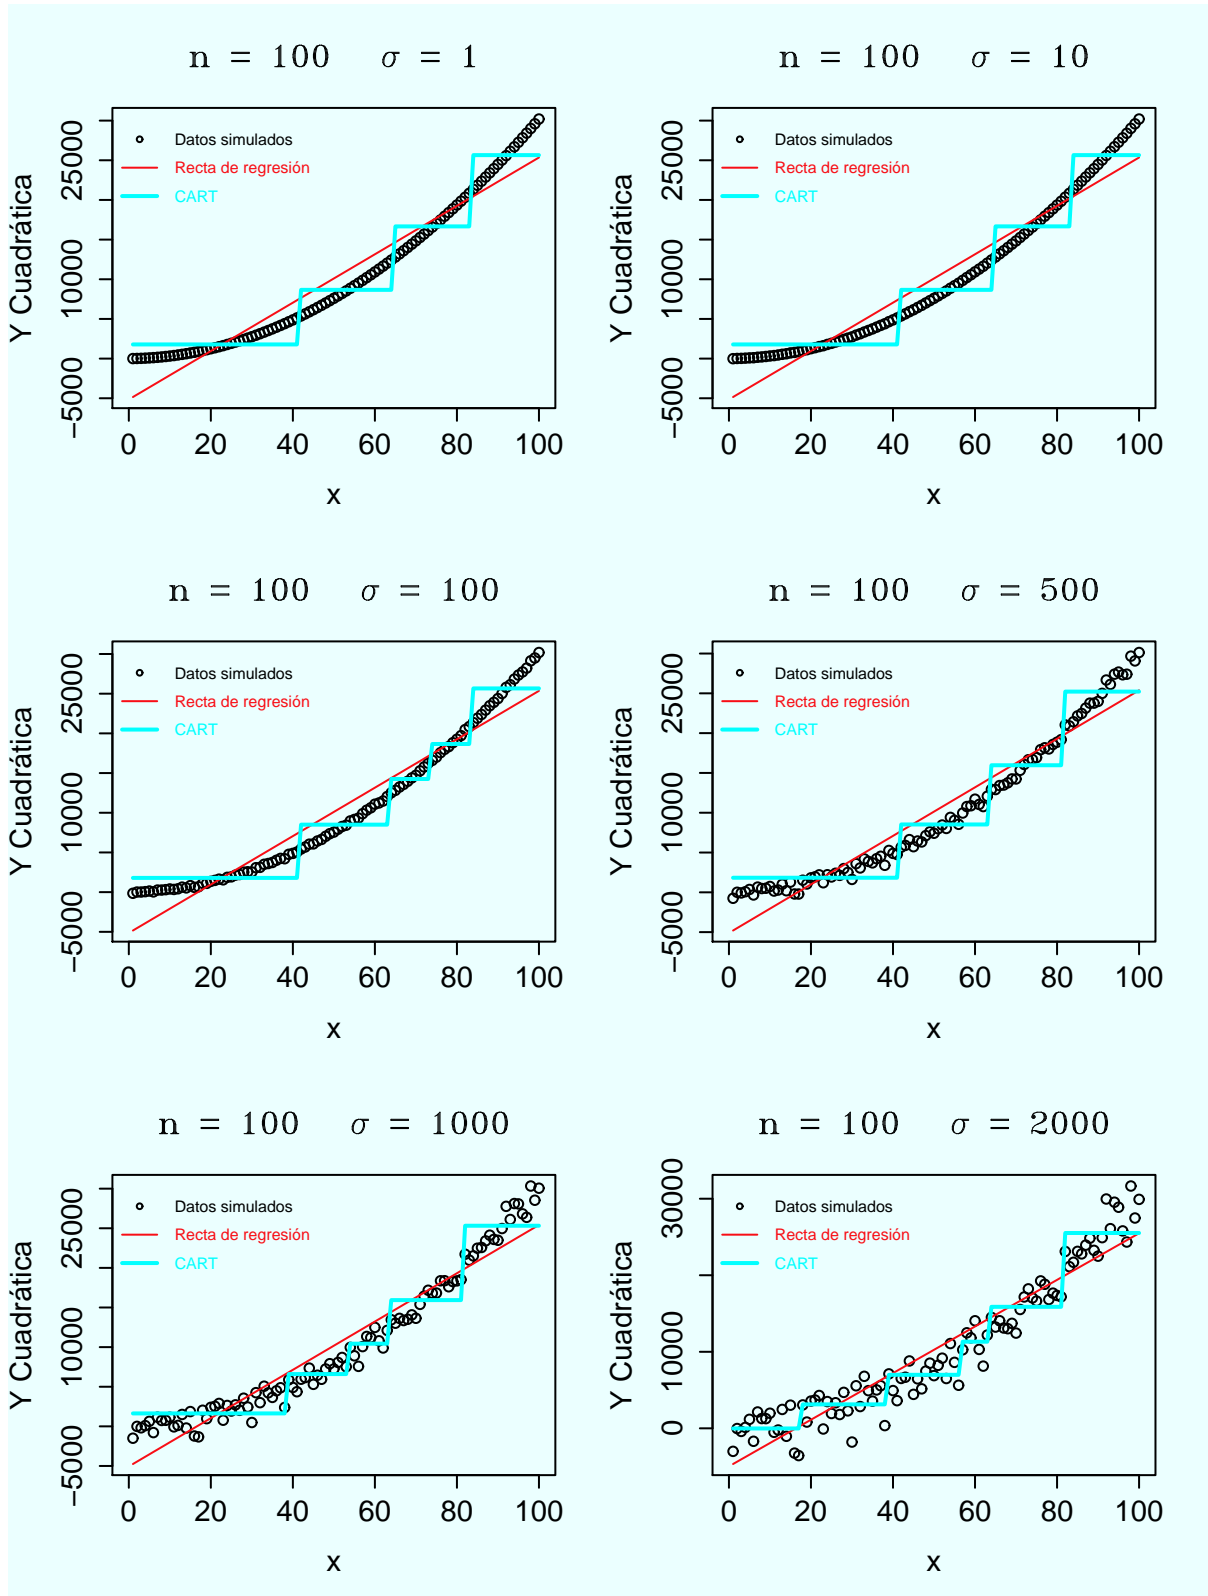 n = 100 σ = 1
Y Cuadrática
25000
10000
−5000
Datos simulados
Recta de regresión
CART
0 20 40 60 80 100
x
n = 100 σ = 10
Y Cuadrática
25000
10000
−5000
Datos simulados
Recta de regresión
CART
0 20 40 60 80 100
x
n = 100 σ = 100
Y Cuadrática
25000
10000
−5000
Datos simulados
Recta de regresión
CART
0 20 40 60 80 100
x
n = 100 σ = 500
Y Cuadrática
25000
10000
−5000
Datos simulados
Recta de regresión
CART
0 20 40 60 80 100
x
n = 100 σ = 1000
Y Cuadrática
25000
10000
−5000
Datos simulados
Recta de regresión
CART
0 20 40 60 80 100
x
n = 100 σ = 2000
Y Cuadrática
30000
10000
0
Datos simulados
Recta de regresión
CART
0 20 40 60 80 100
x